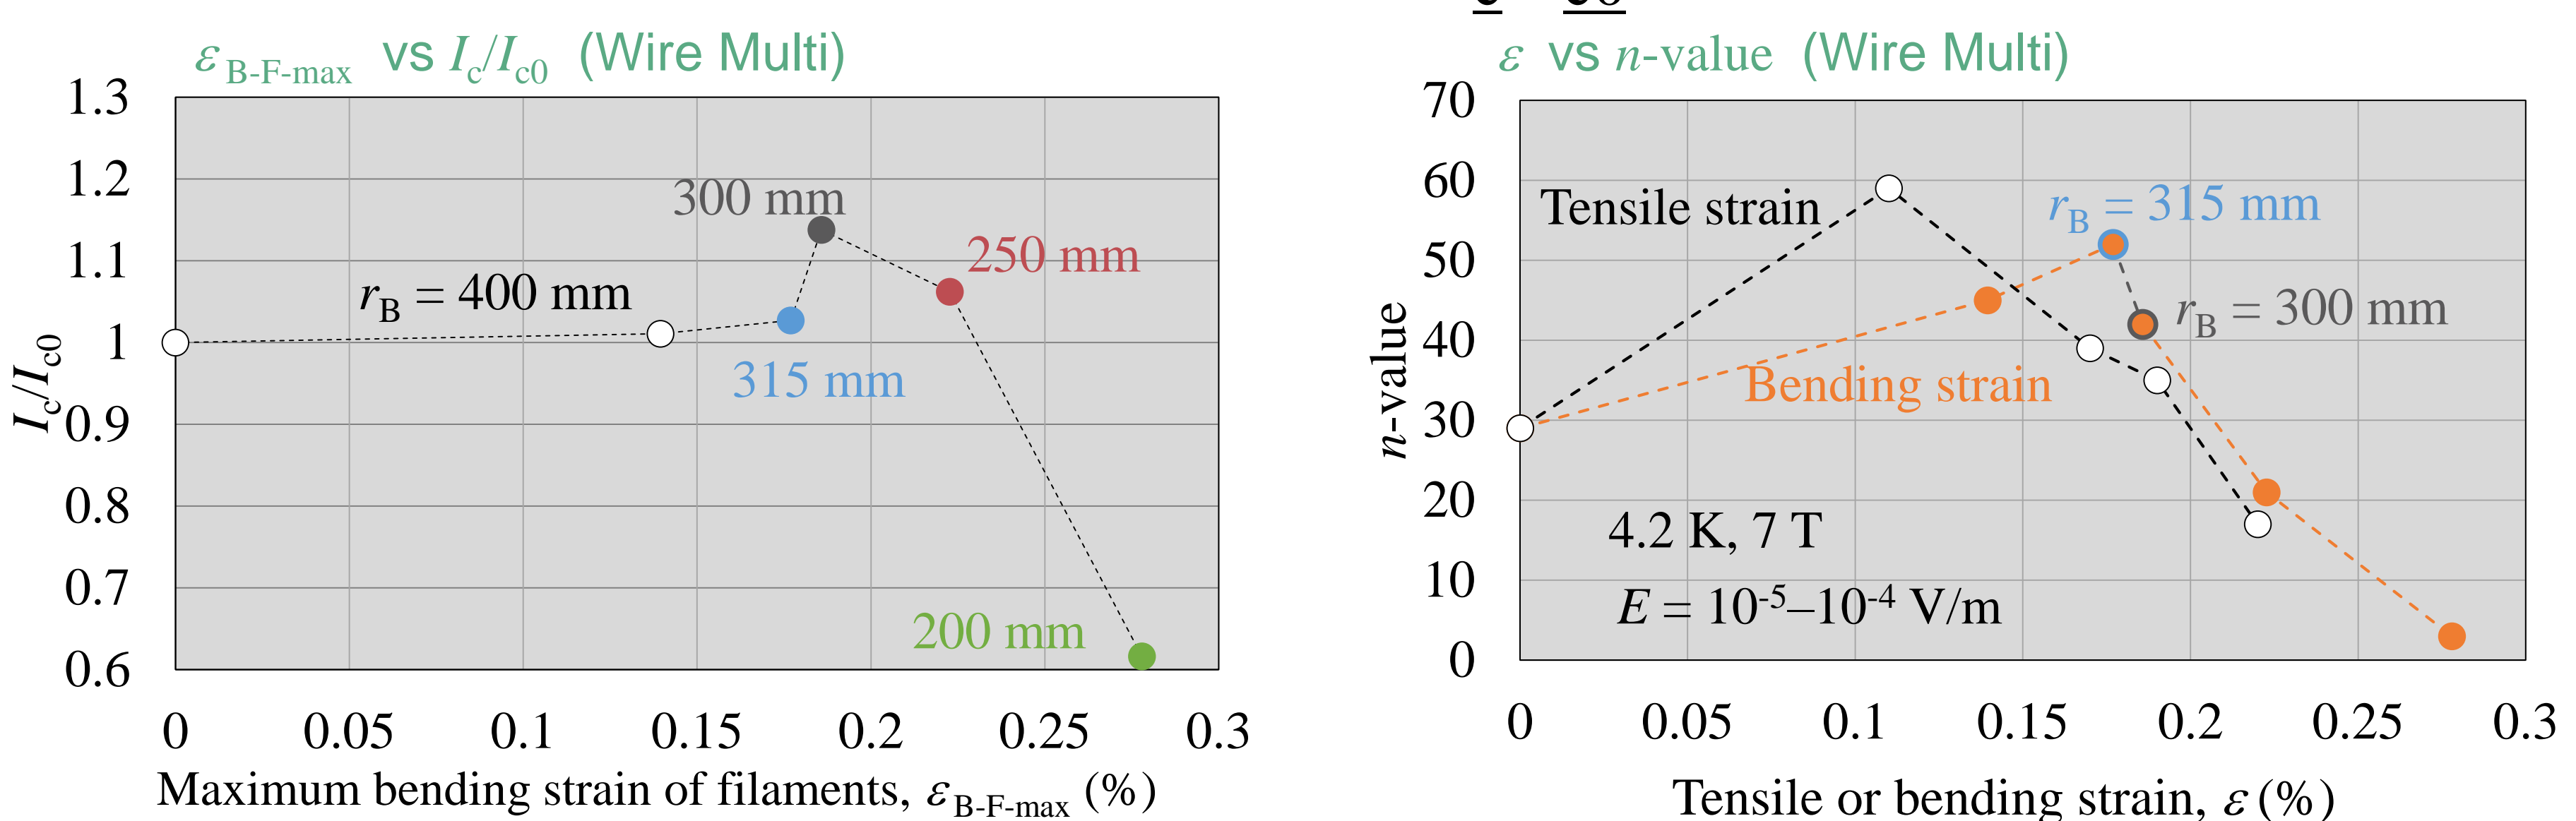 ε B-F-max vs Ic/Ic0 (Wire Multi)
1.3
1.2
1.1
1
0.9
0.8
0.7
0.6
Ic/Ic0
300 mm
250 mm
rB = 400 mm
315 mm
200 mm
0 0.05 0.1 0.15 0.2 0.25 0.3
Maximum bending strain of filaments, εB-F-max (%)
ε vs n-value (Wire Multi)
70
60
50
40
30
20
10
0
n-value
Tensile strain
rB = 315 mm
rB = 300 mm
Bending strain
4.2 K, 7 T
E = 10-5–10-4 V/m
0 0.05 0.1 0.15 0.2 0.25 0.3
Tensile or bending strain, ε (%)